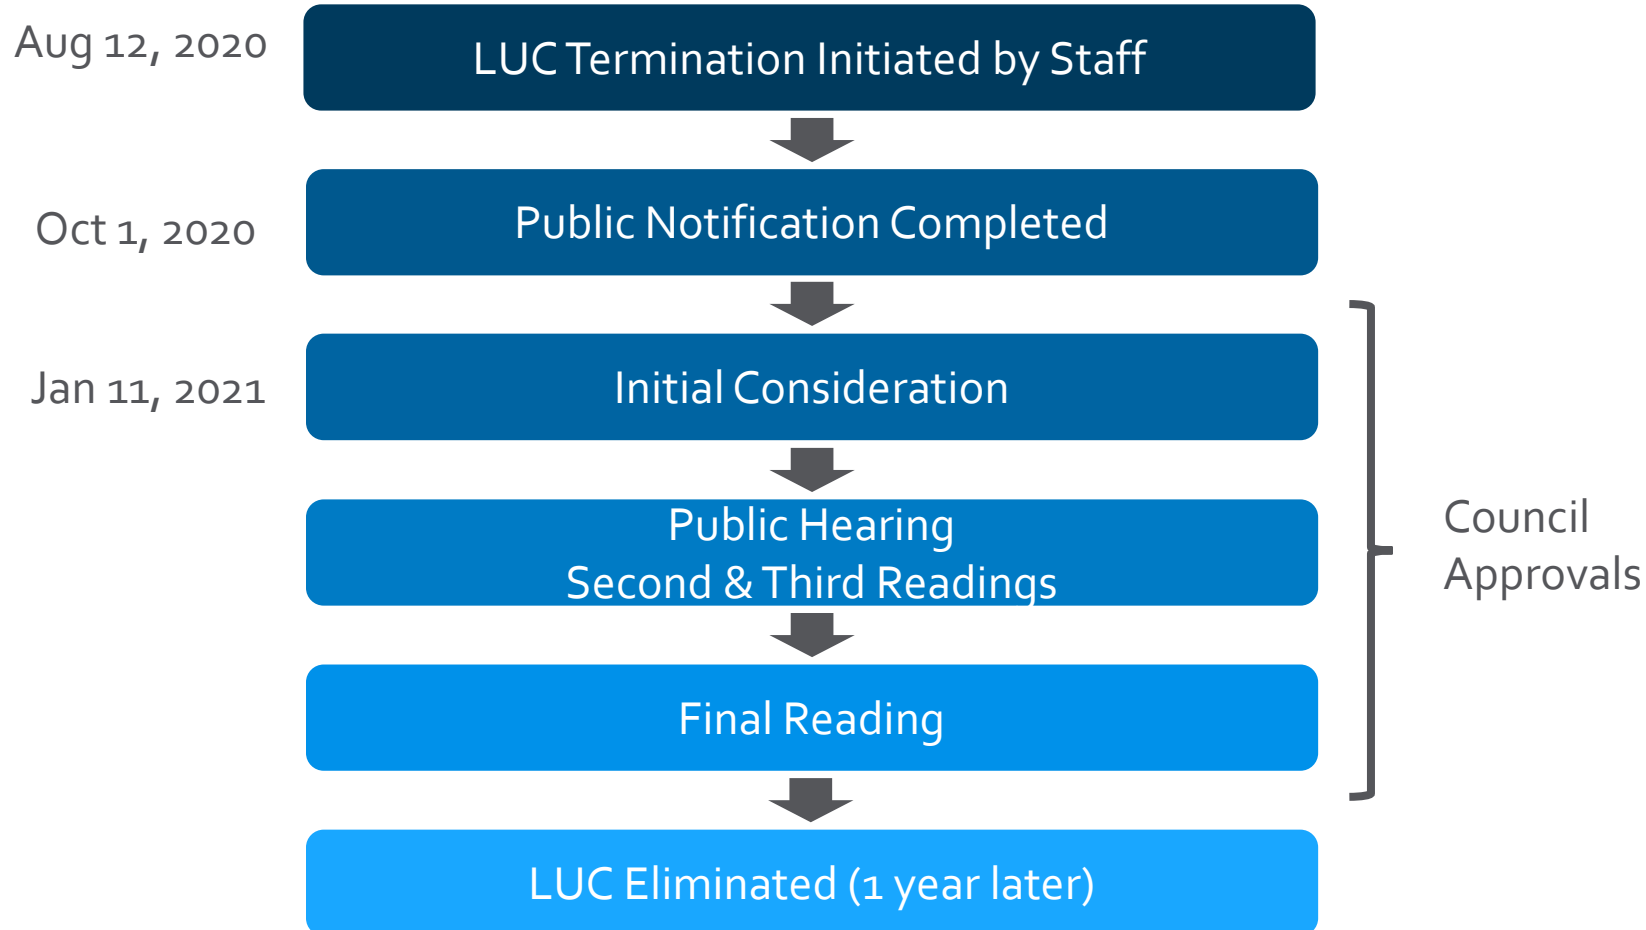 Aug 12, 2020
LUC Termination Initiated by Staff
Oct 1, 2020
Public Notification Completed
Jan 11, 2021
Initial Consideration
Public Hearing
Second & Third Readings
Council
Approvals
Final Reading
LUC Eliminated (1 year later)